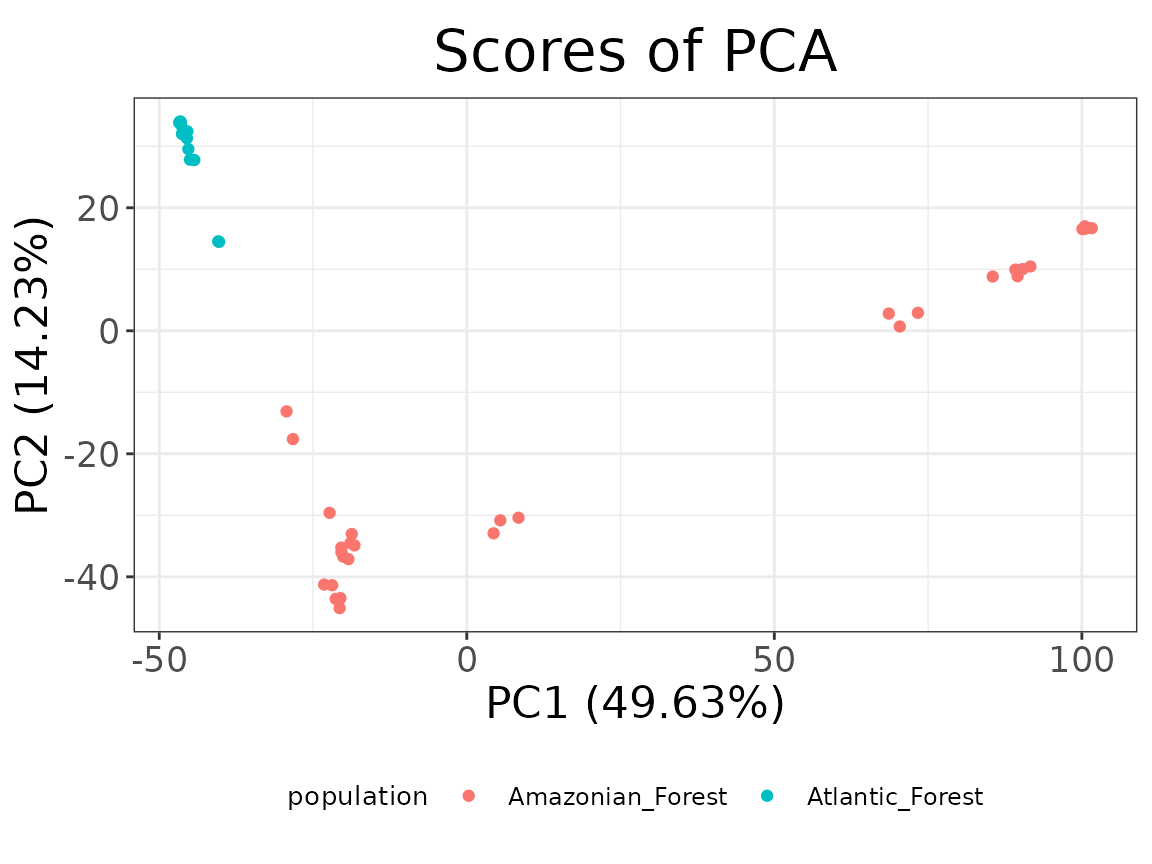 Scores of PCA
PC2 (14.23%)
20
0
-20
-40
-50 0 50 100
PC1 (49.63%)
population Amazonian_Forest Atlantic_Forest